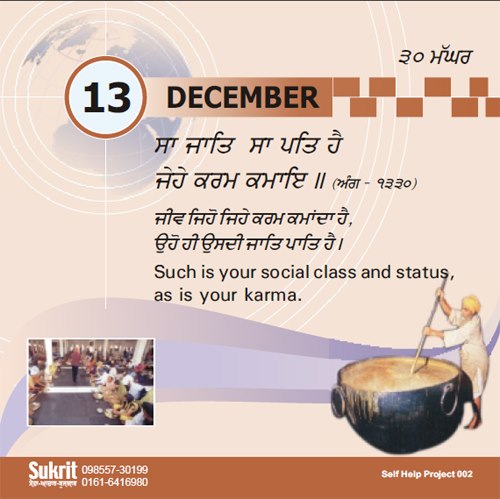 ੩੦ ਮੱਘਰ
13 DECEMBER
ਸਾ ਜਾਤਿ ਸਾ ਪਤਿ ਹੈ
ਜੇਹੇ ਕਰਮ ਕਮਾਇ ॥ (ਅੰਗ - ੧੩੩੦)
ਜੀਵ ਜਿਹੋ ਜਿਹੇ ਕਰਮ ਕਮਾਂਦਾ ਹੈ,
ਉਹੋ ਹੀ ਉਸਦੀ ਜਾਤਿ ਪਾਤਿ ਹੈ।
Such is your social class and status,
as is your karma.
Sukrit 098557-30199
0161-6416980
Self Help Project 002